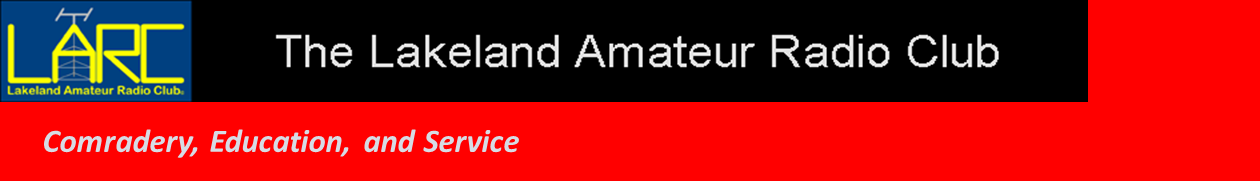 LARC
Lakeland Amateur Radio Club
The Lakeland Amateur Radio Club
Comradery, Education, and Service